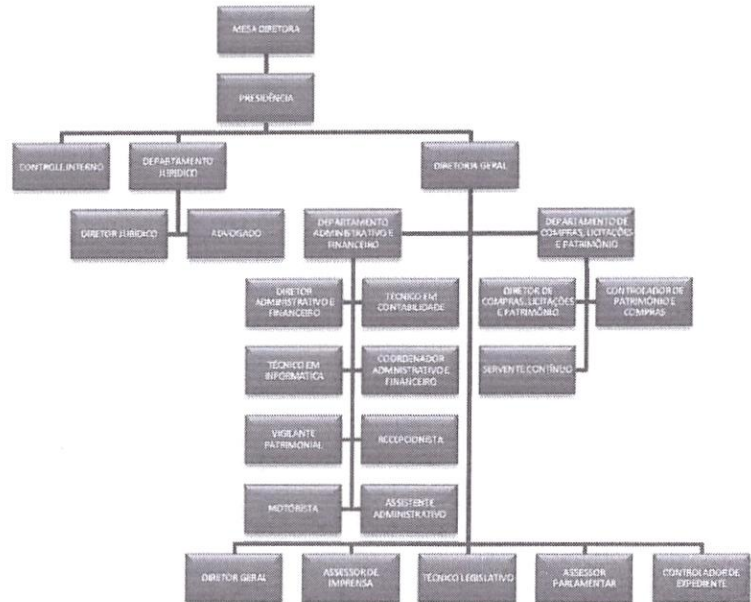 MESA DIRETORA
PRESIDÊNCIA
CONTROLE INTERNO
DEPARTAMENTO
JURÍDICO
DIRETORIA GERAL
DIRETOR JURÍDICO
ADVOGADO
DEPARTAMENTO
ADMINISTRATIVO E
FINANCEIRO
DEPARTAMENTO DE
COMPRAS, LICITAÇÕES
E PATRIMÔNIO
DIRETOR
ADMINISTRATIVO E
FINANCEIRO
TÉCNICO EM
CONTABILIDADE
DIRETOR DE
COMPRAS, LICITAÇÕES
E PATRIMÔNIO
CONTROLADOR DE
PATRIMÔNIO E
COMPRAS
TÉCNICO EM
INFORMÁTICA
COORDENADOR
ADMINISTRATIVO E
FINANCEIRO
SERVENTE CONTÍNUO
VIGILANTE
PATRIMONIAL
RECEPCIONISTA
MOTORISTA
ASSISTENTE
ADMINISTRATIVO
DIRETOR GERAL
ASSESSOR DE
IMPRENSA
TÉCNICO LEGISLATIVO
ASSESSOR
PARLAMENTAR
CONTROLADOR DE
EXPEDIENTE